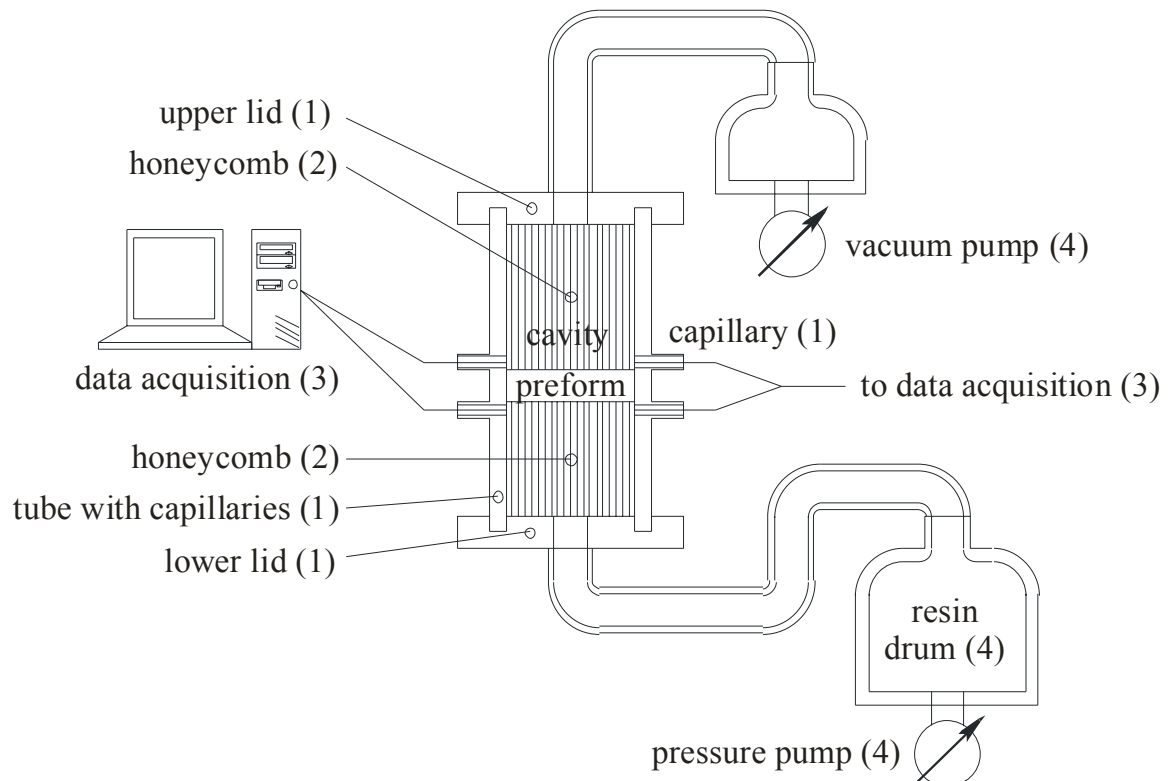 upper lid (1)
honeycomb (2)
vacuum pump (4)
cavity
capillary (1)
data acquisition (3)
preform
to data acquisition (3)
honeycomb (2)
tube with capillaries (1)
lower lid (1)
resin
drum (4)
pressure pump (4)